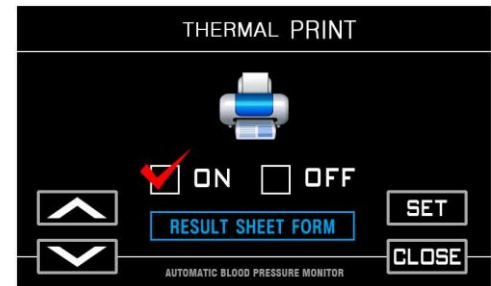 THERMAL PRINT
ON OFF
SET
RESULT SHEET FORM
CLOSE
AUTOMATIC BLOOD PRESSURE MONITOR